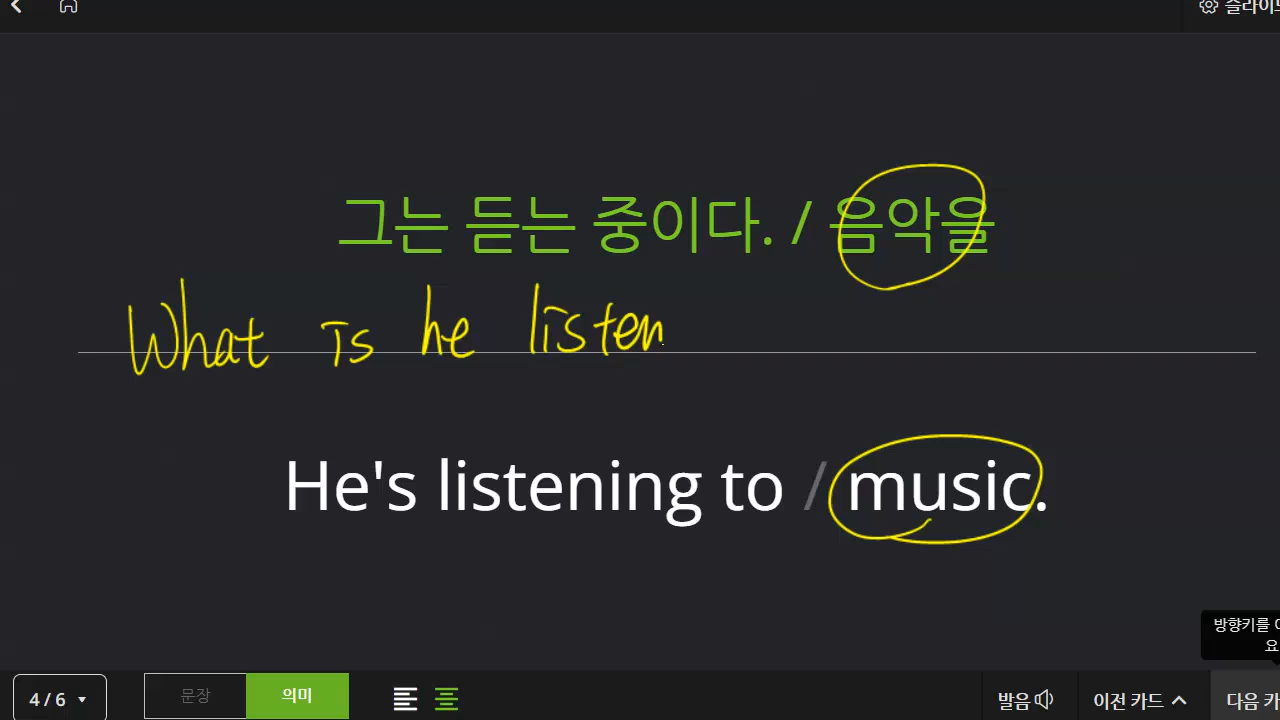 그는 듣는 중이다. / 음악을
What is he listen
He's listening to / music.
방향키를
요
4 / 6
문장
의미
발음
이전 카드
다음